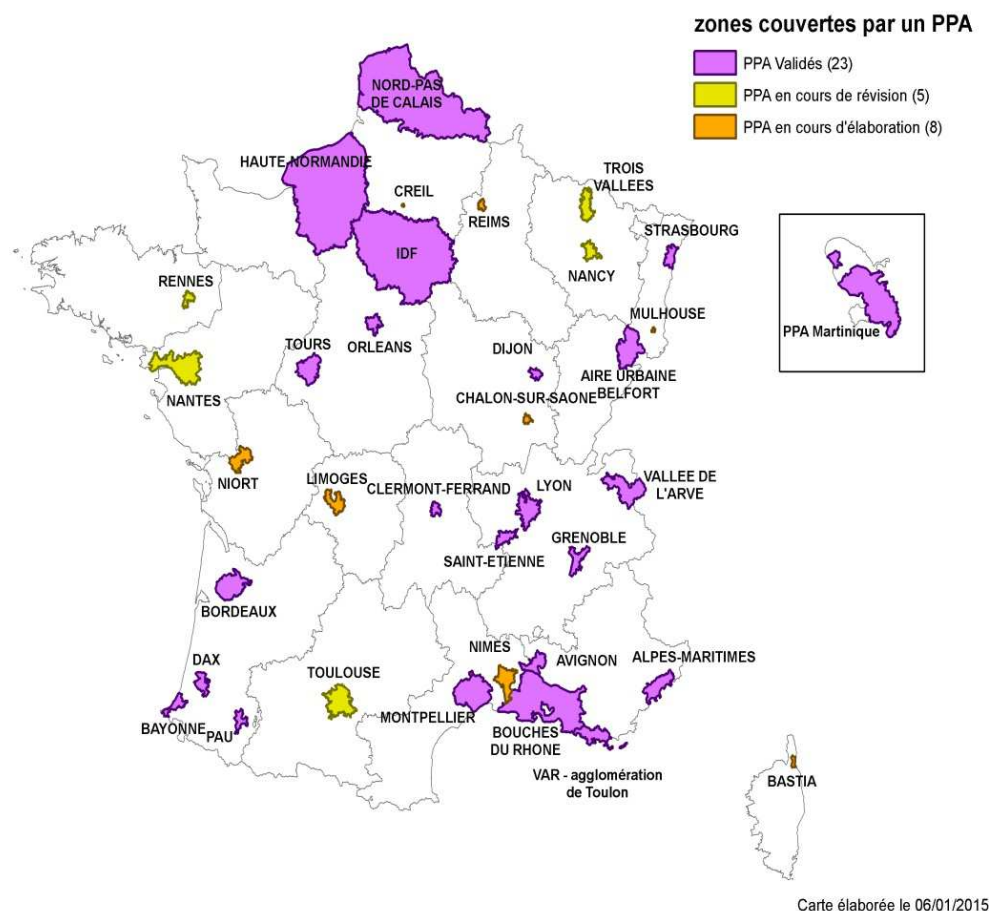 zones couvertes par un PPA
PPA Validés (23)
PPA en cours de révision (5)
PPA en cours d'élaboration (8)
NORD-PAS
DE CALAIS
HAUTE-NORMANDIE
CREIL
REIMS
TROIS
VALLEES
STRASBOURG
IDF
NANCY
RENNES
MULHOUSE
PPA Martinique
ORLEANS
TOURS
DIJON
AIRE URBAINE
BELFORT
NANTES
CHALON-SUR-SAONE
NIORT
LIMOGES
CLERMONT-FERRAND
LYON
VALLEE DE
L'ARVE
SAINT-ETIENNE
GRENOBLE
BORDEAUX
NIMES
AVIGNON
ALPES-MARITIMES
DAX
TOULOUSE
MONTPELLIER
BAYONNE
PAU
BOUCHES
DU RHONE
VAR - agglomération
de Toulon
BASTIA
Carte élaborée le 06/01/2015